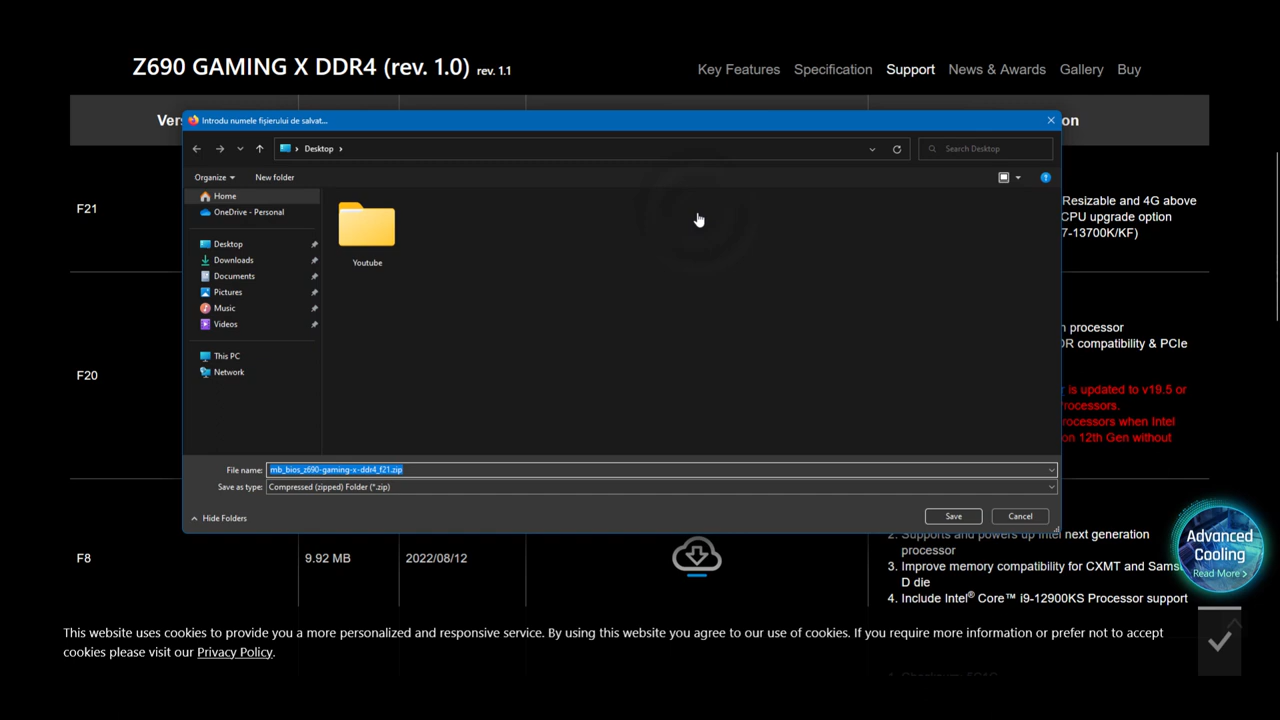 Z690 GAMING X DDR4 (rev. 1.0) rev. 1.1
Key Features Specification Support News & Awards Gallery Buy
Introdu numele fișierului de salvat...
Desktop
Search Desktop
Organize
New folder
Home
OneDrive - Personal
Desktop
Downloads
Documents
Pictures
Music
Videos
This PC
Network
Youtube
File name: mb_bios_z690-gaming-x-ddr4_f21.zip
Save as type: Compressed (zipped) Folder (*.zip)
Hide Folders
Save
Cancel
F21
Resizable and 4G above
CPU upgrade option
7-13700K/KF)
F20
processor
compatibility & PCIe
is updated to v19.5 or
rocessors.
rocessors when Intel
on 12th Gen without
F8
9.92 MB
2022/08/12
2. Supports and powers up Intel next generation
processor
3. Improve memory compatibility for CXMT and Sams
D die
4. Include Intel® Core™ i9-12900KS Processor support
Advanced
Cooling
Read More >
This website uses cookies to provide you a more personalized and responsive service. By using this website you agree to our use of cookies. If you require more information or prefer not to accept
cookies please visit our Privacy Policy.